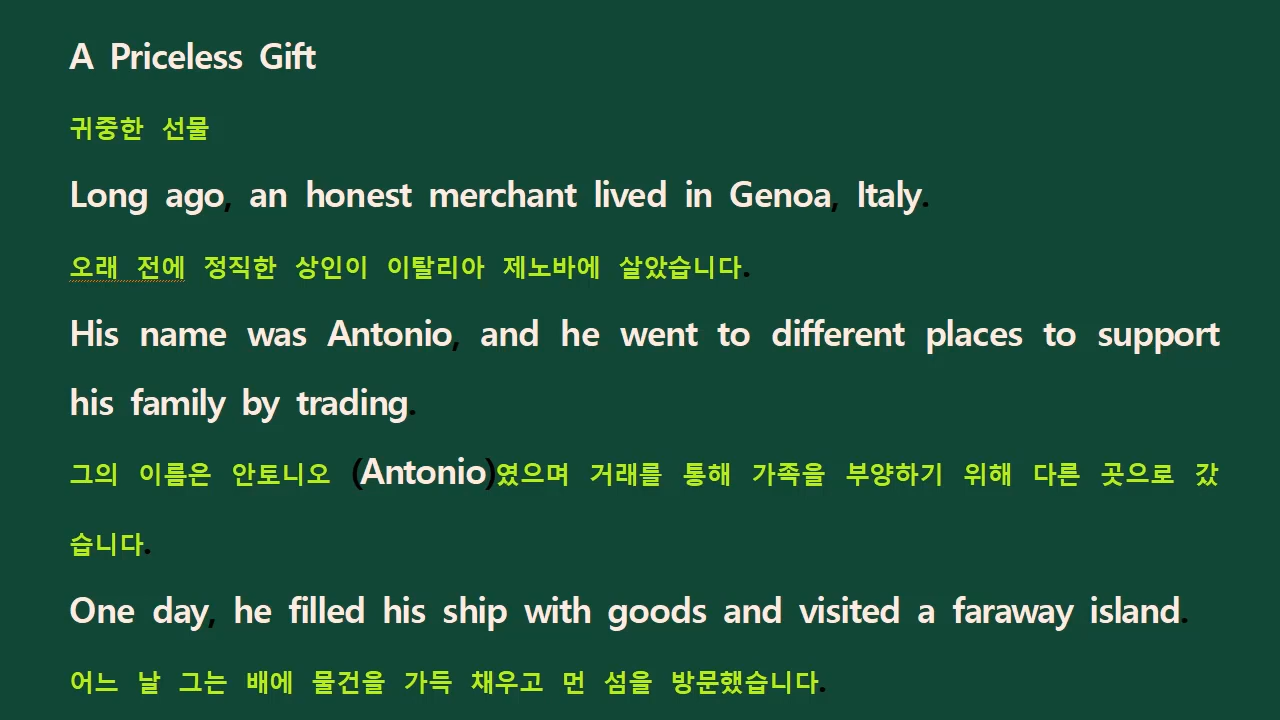 A Priceless Gift
귀중한 선물
Long ago, an honest merchant lived in Genoa, Italy.
오래 전에 정직한 상인이 이탈리아 제노바에 살았습니다.
His name was Antonio, and he went to different places to support
his family by trading.
그의 이름은 안토니오 (Antonio)였으며 거래를 통해 가족을 부양하기 위해 다른 곳으로 갔
습니다.
One day, he filled his ship with goods and visited a faraway island.
어느 날 그는 배에 물건을 가득 채우고 먼 섬을 방문했습니다.